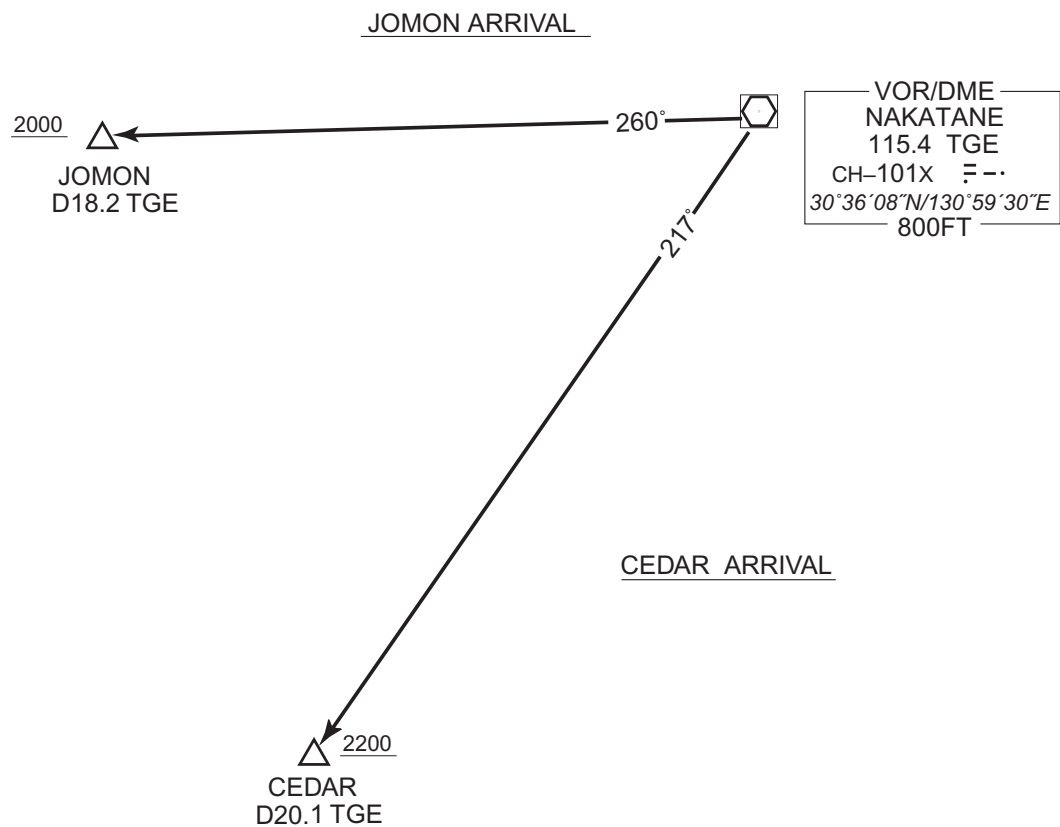 JOMON ARRIVAL
VOR/DME
NAKATANE
115.4 TGE
CH–101X
30°36′08″N/130°59′30″E
800FT
2000
260°
JOMON
D18.2 TGE
217°
CEDAR ARRIVAL
2200
CEDAR
D20.1 TGE